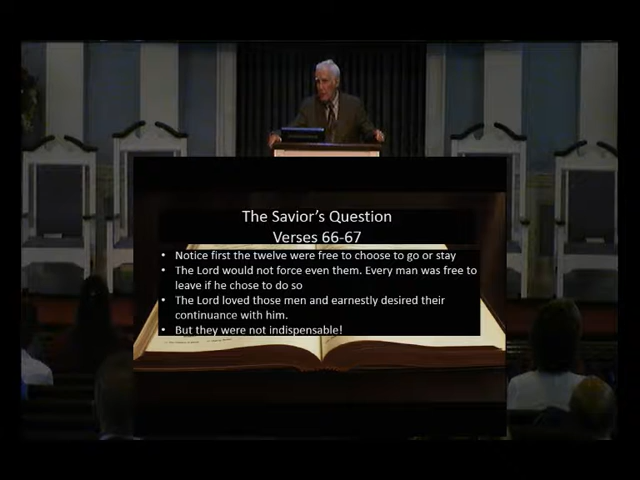 The Savior's Question
Verses 66-67
• Notice first the twelve were free to choose to go or stay
• The Lord would not force even them. Every man was free to
leave if he chose to do so
• The Lord loved those men and earnestly desired their
continuance with him.
• But they were not indispensable!